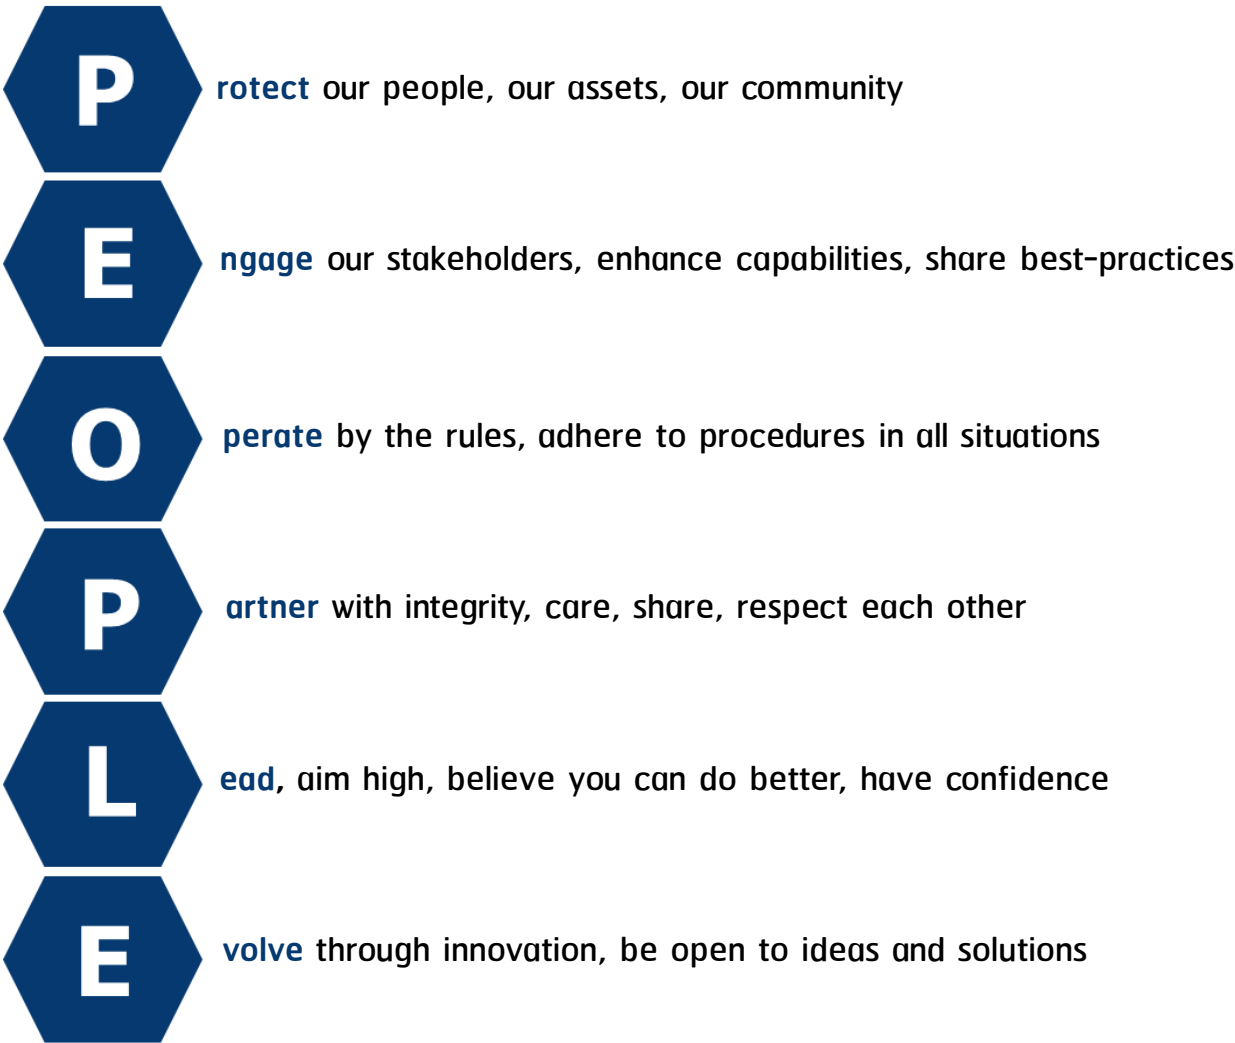 Protect our people, our assets, our community
Engage our stakeholders, enhance capabilities, share best-practices
Operate by the rules, adhere to procedures in all situations
Partner with integrity, care, share, respect each other
Lead, aim high, believe you can do better, have confidence
Evolve through innovation, be open to ideas and solutions